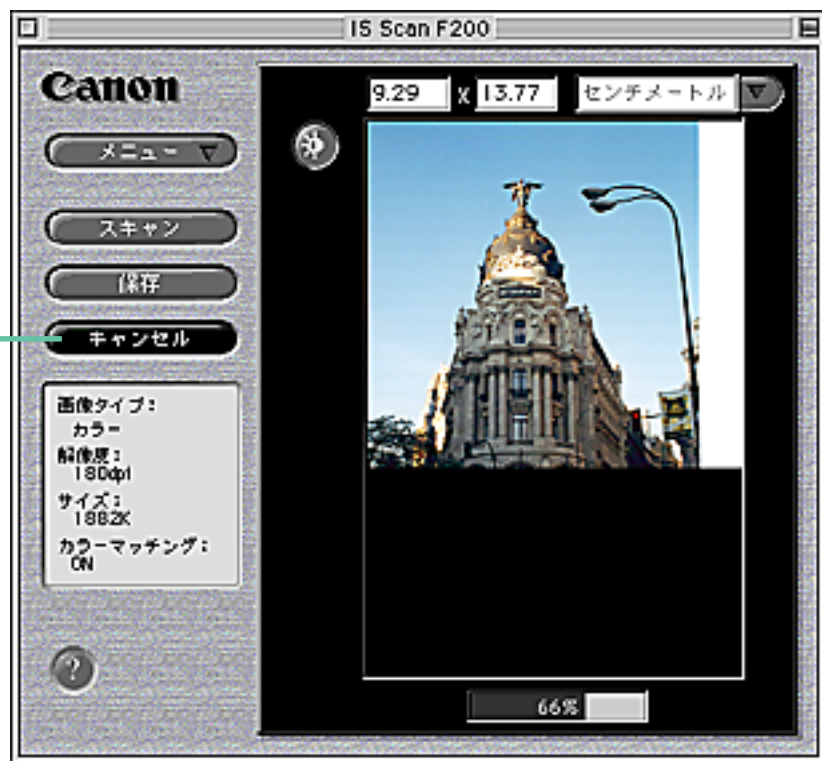 IS Scan F200
Canon
メニュー
スキャン
保存
キャンセル
画像タイプ:
カラー
解像度:
180dpi
サイズ:
1882K
カラーマッチング:
ON
?
9.29 X 13.77 センチメートル
66%